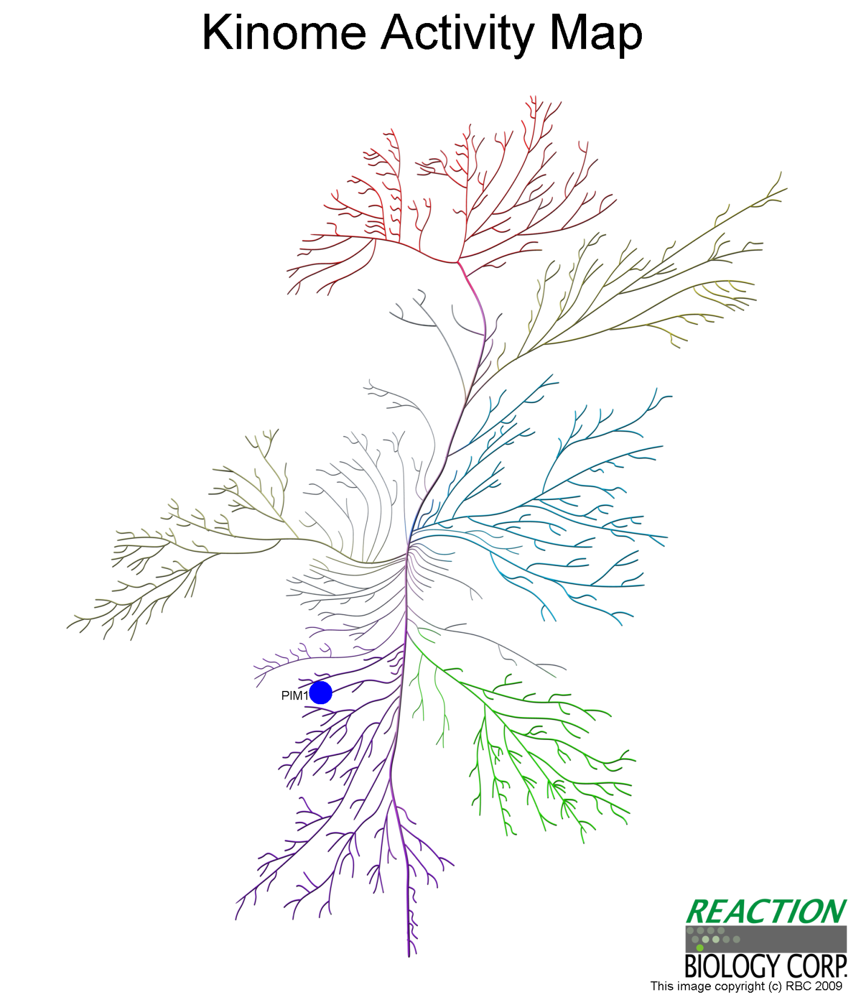 Kinome Activity Map
PIM1
REACTION
BIOLOGY CORP.
This image copyright (c) RBC 2009